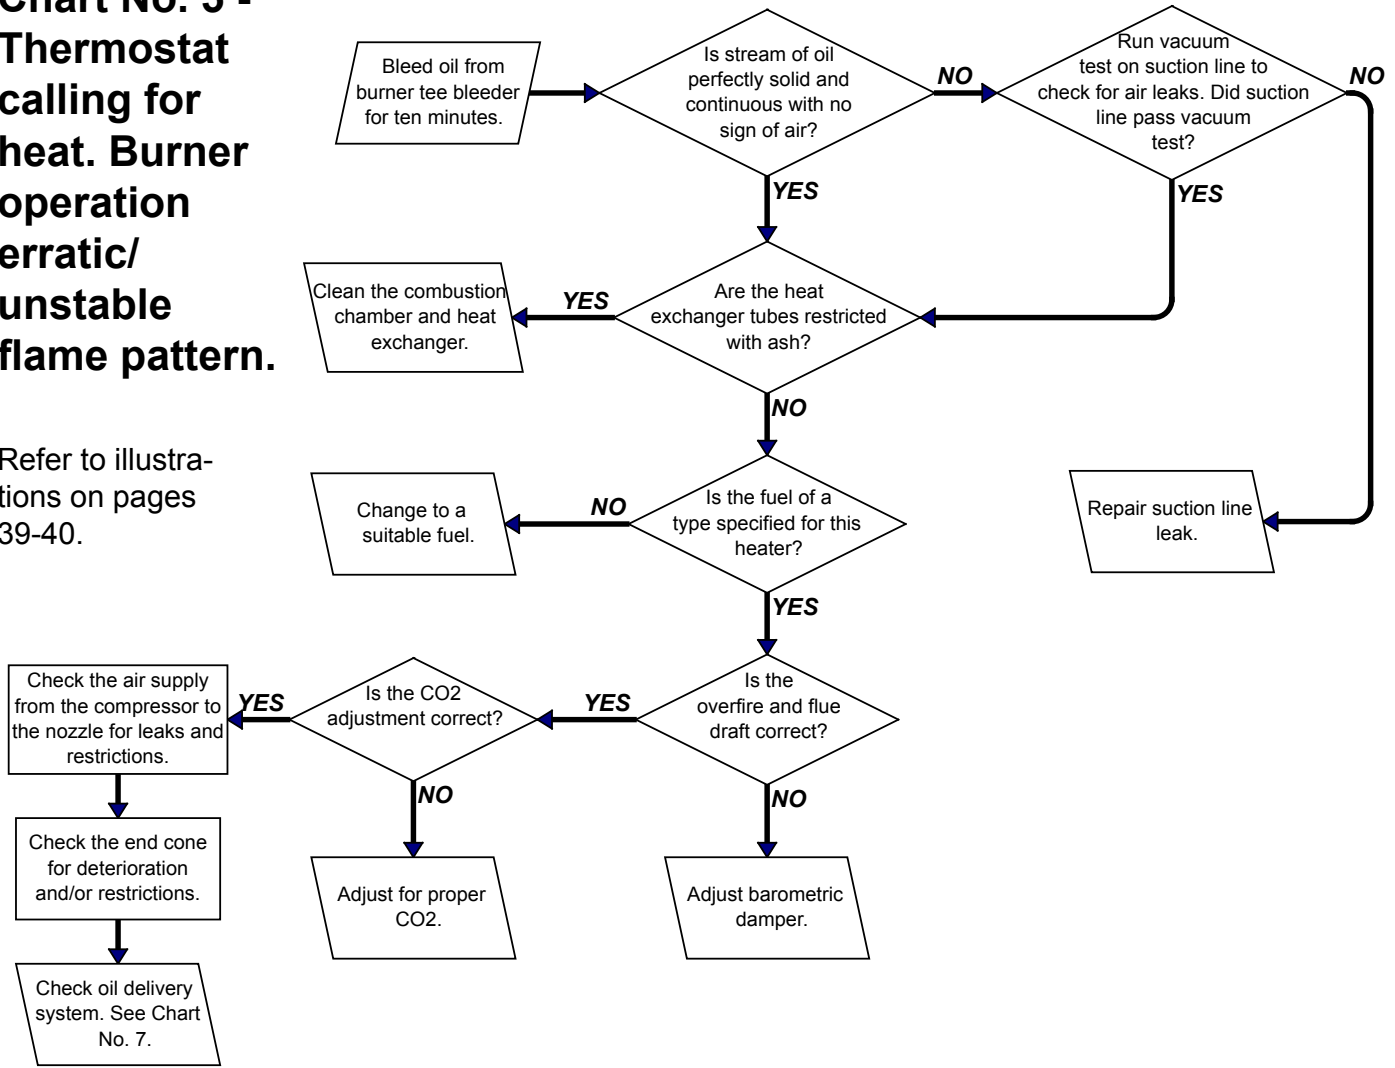 Chart No. -
Thermostat
calling for
heat. Burner
operation
erratic/
unstable
flame pattern.
Refer to illustra-
tions on pages
39-40.
Bleed oil from
burner tee bleeder
for ten minutes.
Is stream of oil
perfectly solid and
continuous with no
sign of air?
NO
Run vacuum
test on suction line to
check for air leaks. Did suction
line pass vacuum
test?
NO
YES
YES
Clean the combustion
chamber and heat
exchanger.
YES
Are the heat
exchanger tubes restricted
with ash?
NO
Change to a
suitable fuel.
NO
Is the fuel of a
type specified for this
heater?
Repair suction line
leak.
YES
Check the air supply
from the compressor to
the nozzle for leaks and
restrictions.
YES
Is the CO2
adjustment correct?
YES
Is the
overfire and flue
draft correct?
NO
NO
Check the end cone
for deterioration
and/or restrictions.
Adjust for proper
CO2.
Adjust barometric
damper.
Check oil delivery
system. See Chart
No. 7.